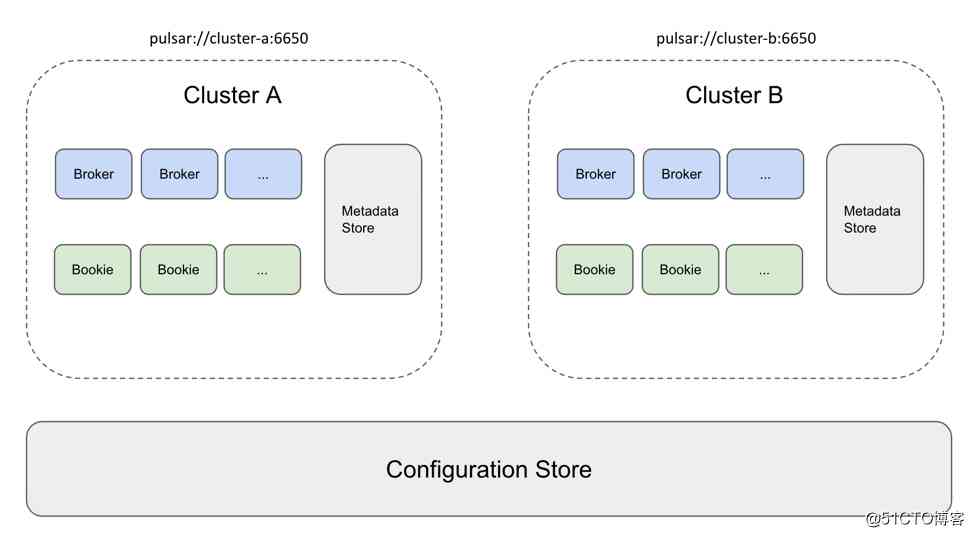 pulsar://cluster-a:6650
pulsar://cluster-b:6650
Cluster A
Cluster B
Broker
Broker
...
Metadata
Store
Broker
Broker
...
Metadata
Store
Bookie
Bookie
...
Bookie
Bookie
...
Configuration Store
@51CTO博客